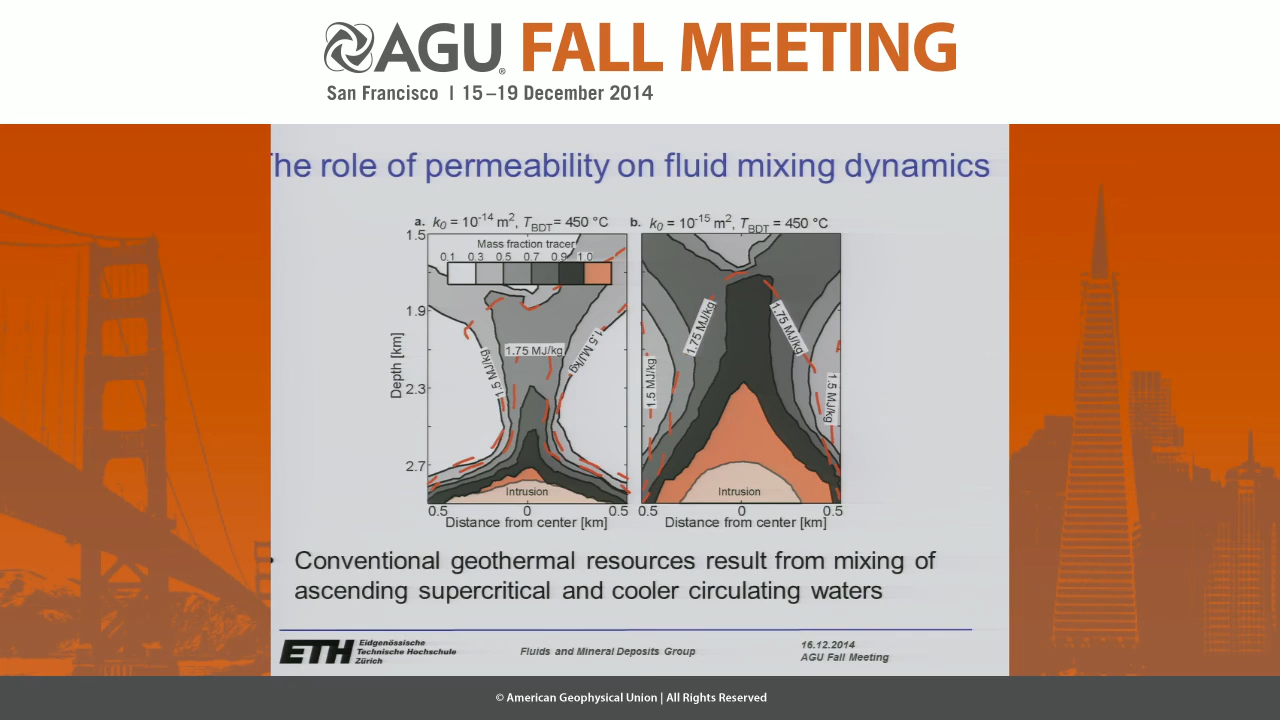 AGU® FALL MEETING
San Francisco | 15–19 December 2014
The role of permeability on fluid mixing dynamics
a. k0 = 10-14 m2, TBDT= 450 °C
b. k0 = 10-15 m2, TBDT = 450 °C
Mass fraction tracer
0.1 0.3 0.5 0.7 0.9 1.0
1.5
1.9
2.3
2.7
Depth [km]
1.5 MJ/kg
1.75 MJ/kg
1.5 MJ/kg
Intrusion
0.5 0 0.5
Distance from center [km]
1.5 MJ/kg
1.75 MJ/kg
1.75 MJ/kg
1.5 MJ/kg
Intrusion
0.5 0 0.5
Distance from center [km]
• Conventional geothermal resources result from mixing of
ascending supercritical and cooler circulating waters
ETH Eidgenössische
Technische Hochschule
Zürich
Fluids and Mineral Deposits Group
16.12.2014
AGU Fall Meeting
© American Geophysical Union | All Rights Reserved